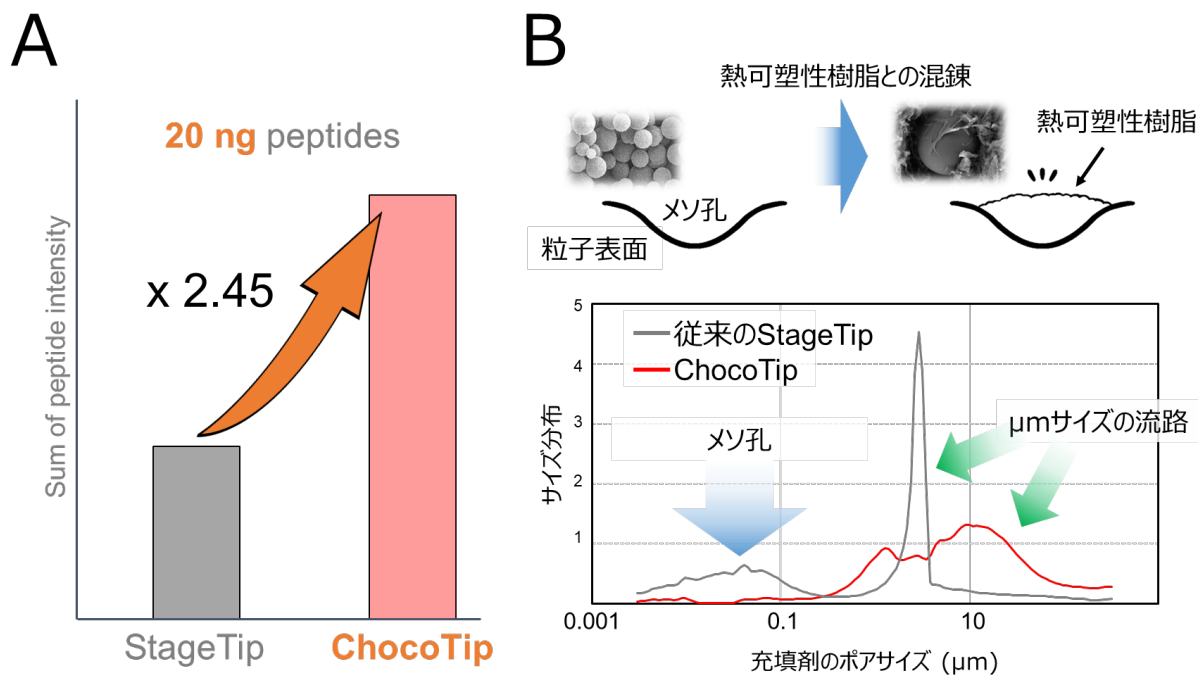 A
20 ng peptides
x 2.45
Sum of peptide intensity
StageTip
ChocoTip
B
熱可塑性樹脂との混錬
熱可塑性樹脂
メソ孔
粒子表面
従来のStageTip
ChocoTip
メソ孔
μmサイズの流路
サイズ分布
5
4
3
2
1
0.001
0.1
10
充填剤のポアサイズ (μm)